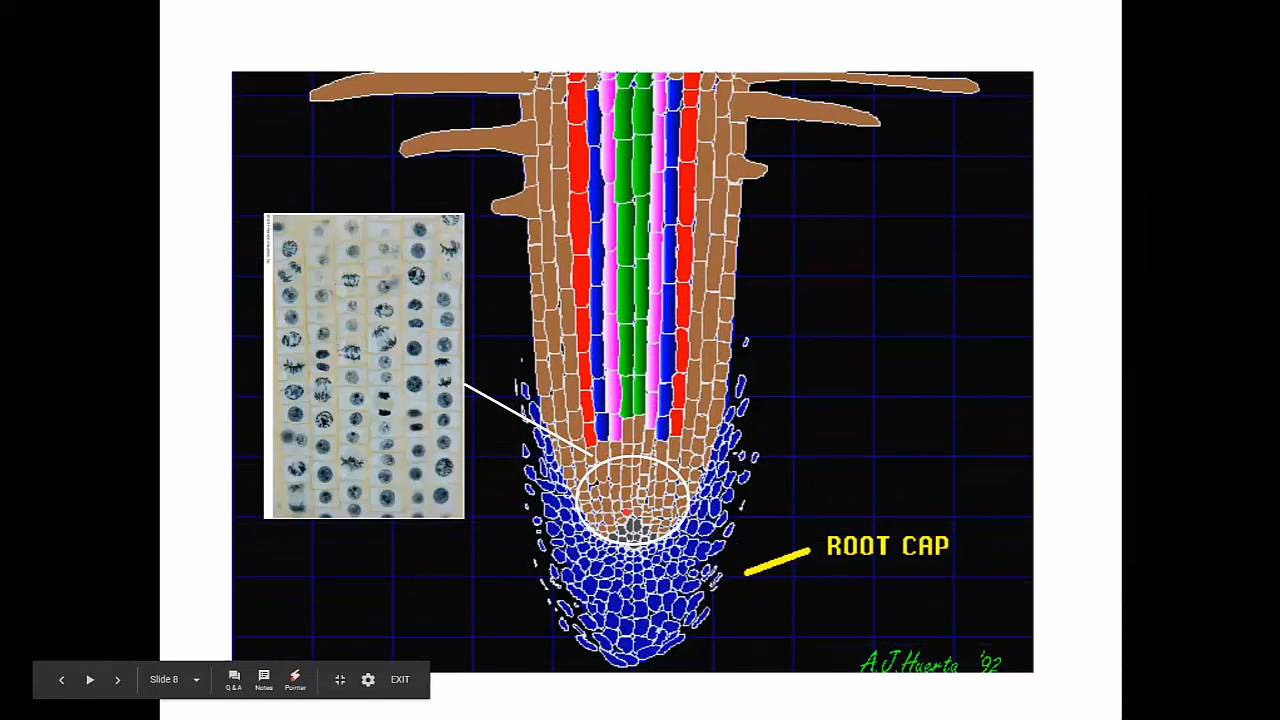 ROOT CAP
A.J.Huerta '92
Slide 8
Q & A
Notes
Pointer
EXIT